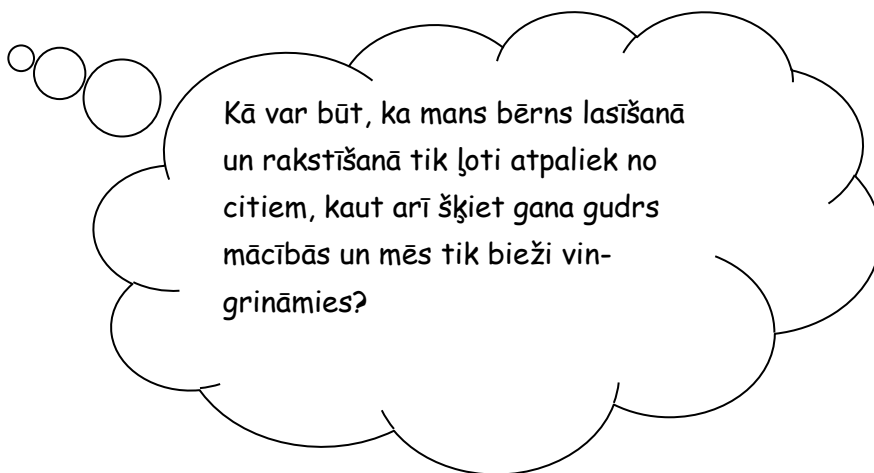 Kā var būt, ka mans bērns lasīšanā
un rakstīšanā tik ļoti atpaliek no
citiem, kaut arī šķiet gana gudrs
mācībās un mēs tik bieži vin-
grināmies?